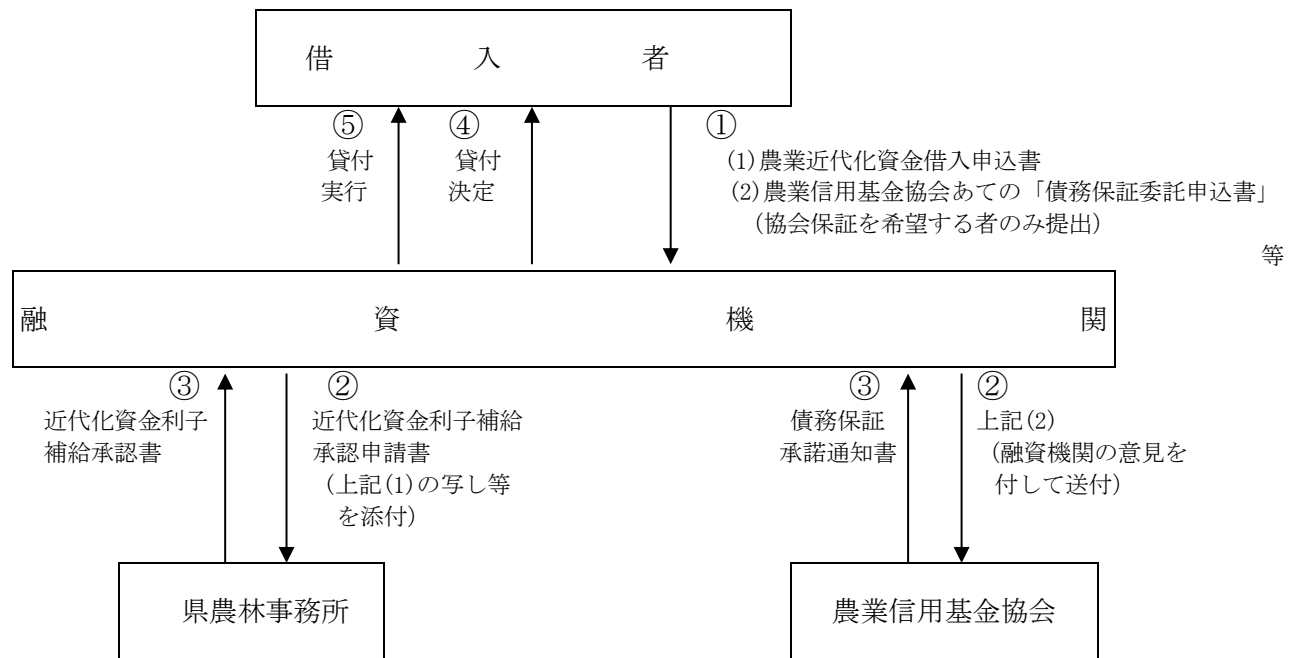 借入者
⑤
貸付
実行
④
貸付
決定
①
(1)農業近代化資金借入申込書
(2)農業信用基金協会あての「債務保証委託申込書」
(協会保証を希望する者のみ提出)
等
融資機関
③
近代化資金利子
補給承認書
②
近代化資金利子補給
承認申請書
(上記(1)の写し等
を添付)
③
債務保証
承諾通知書
②
上記(2)
(融資機関の意見を
付して送付)
県農林事務所
農業信用基金協会